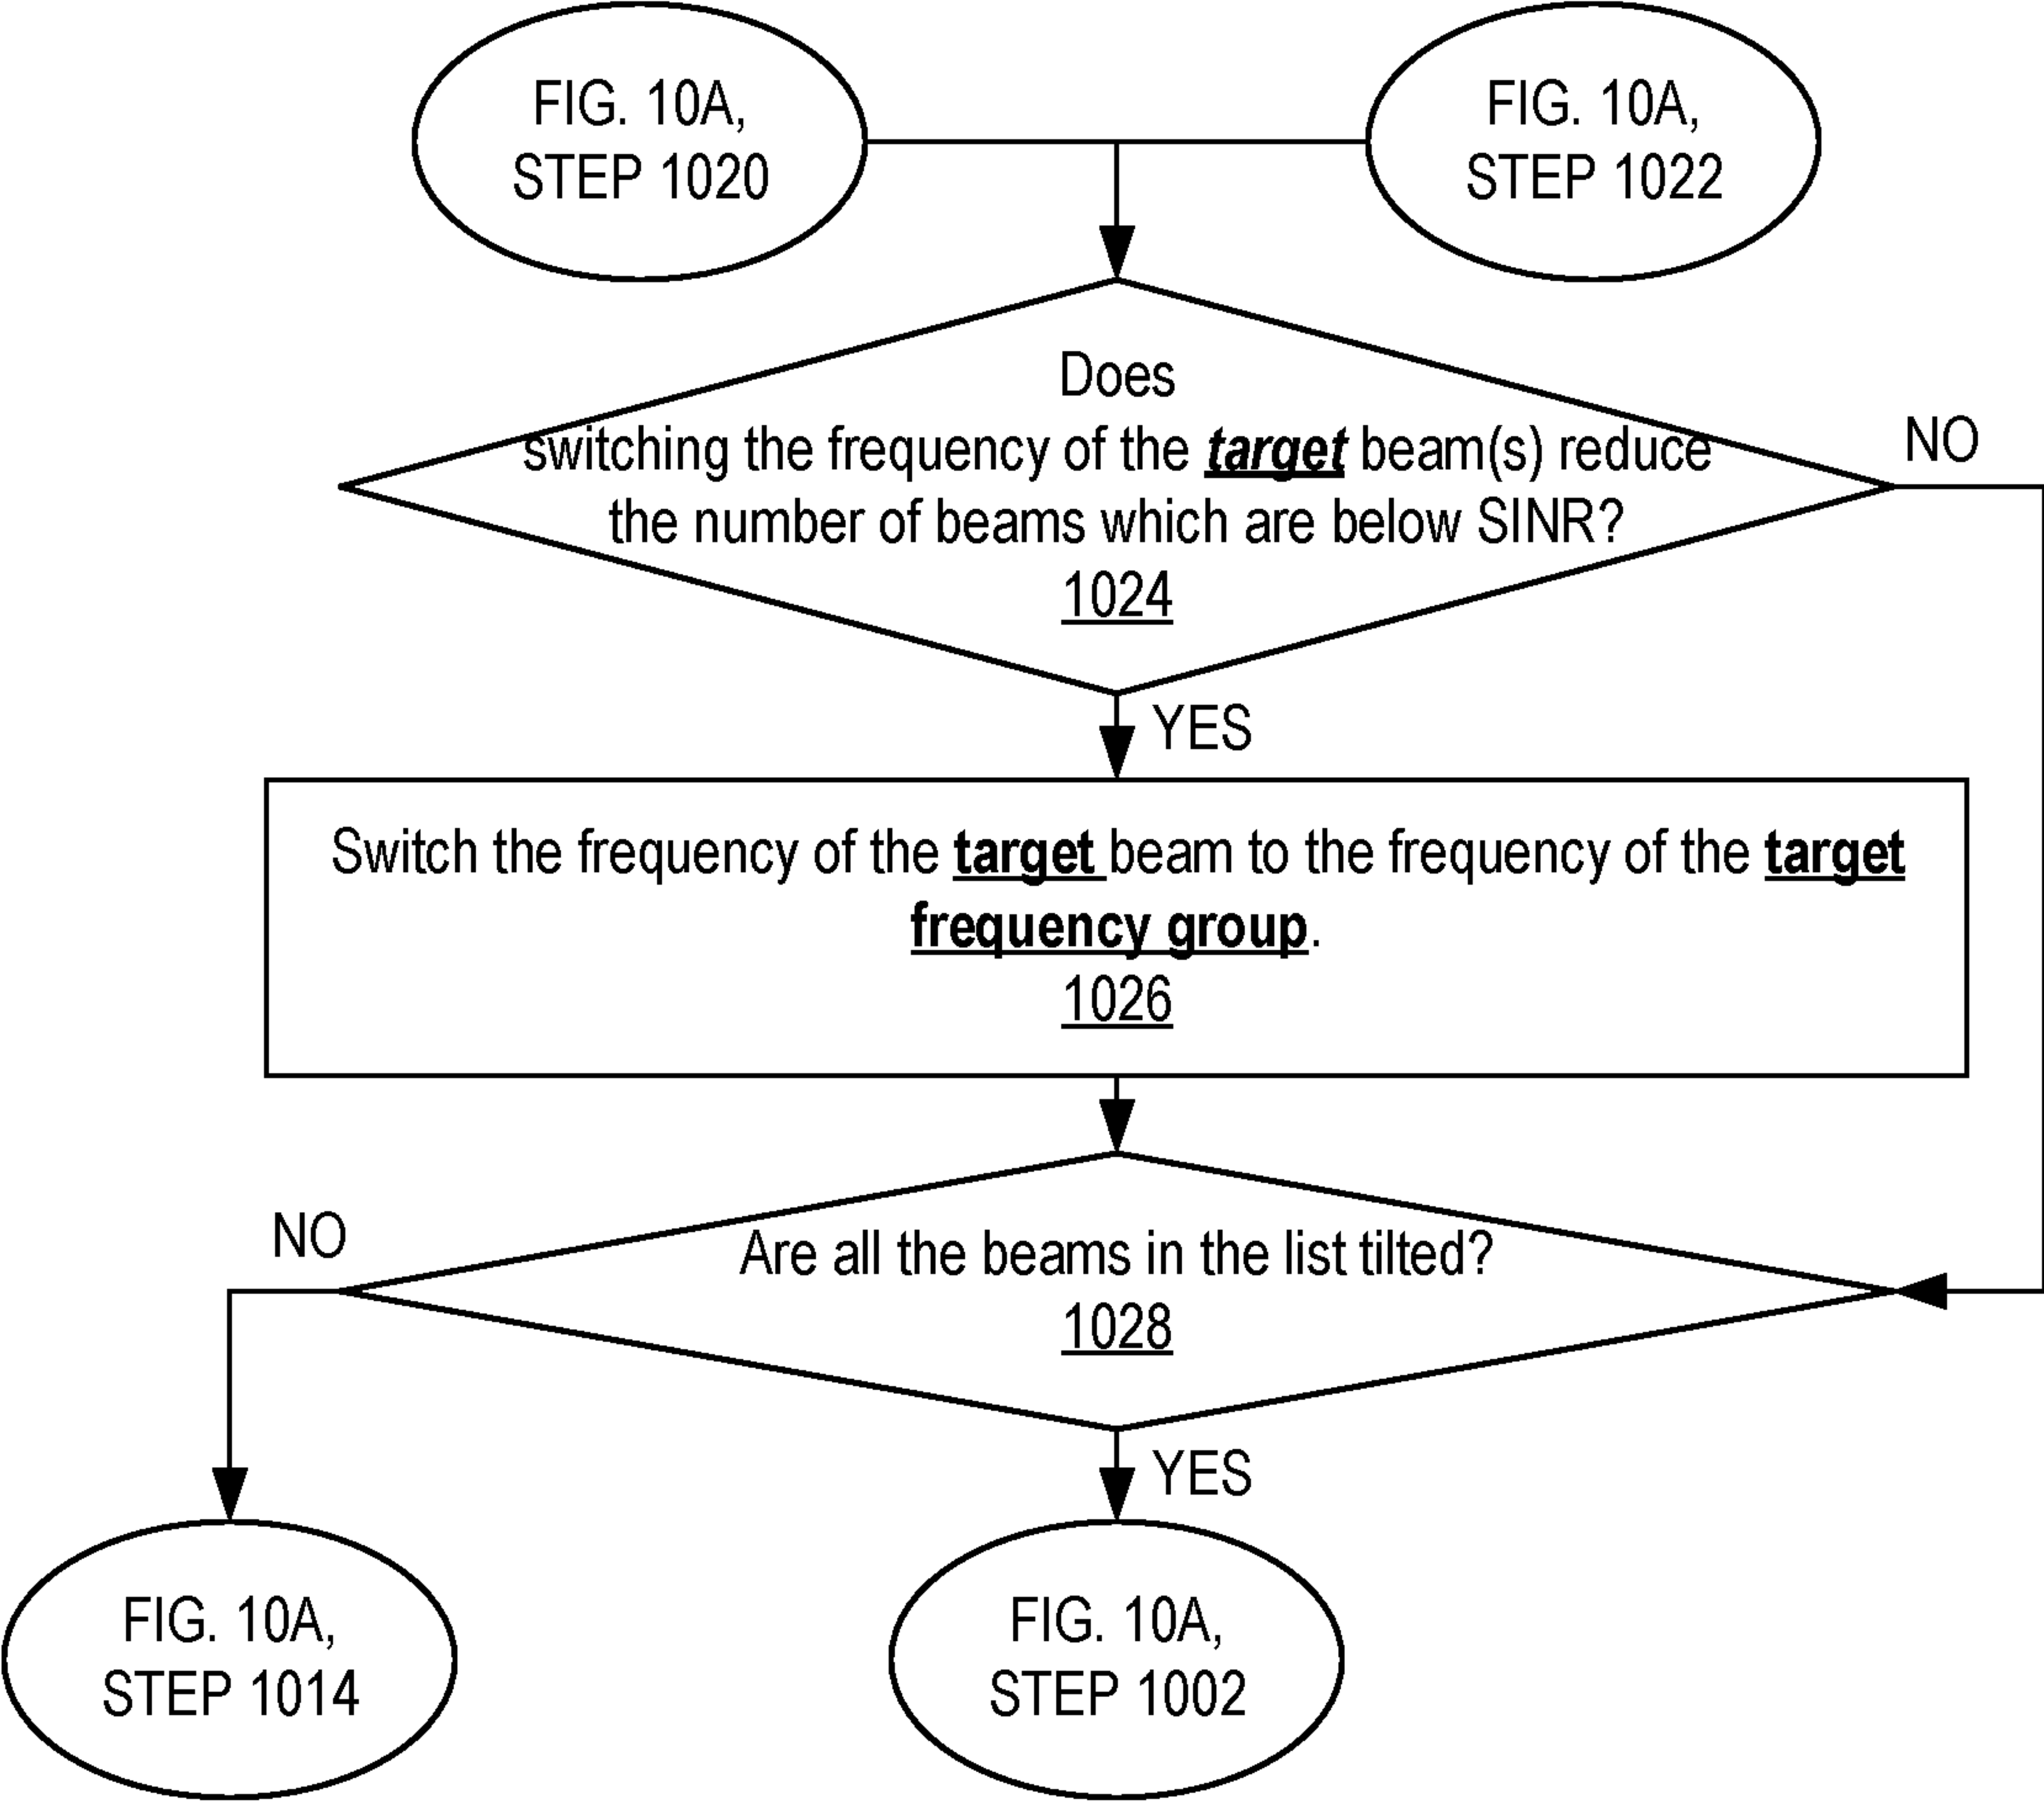 FIG. 10A,
STEP 1020
FIG. 10A,
STEP 1022
Does
switching the frequency of the target beam(s) reduce
the number of beams which are below SINR?
1024
NO
YES
Switch the frequency of the target beam to the frequency of the target
frequency group.
1026
NO
Are all the beams in the list tilted?
1028
YES
FIG. 10A,
STEP 1014
FIG. 10A,
STEP 1002